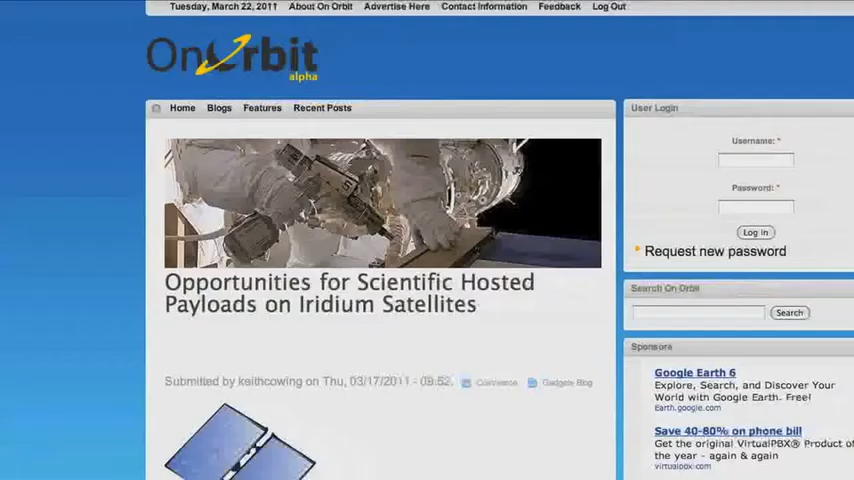 Tuesday, March 22, 2011 About On Orbit Advertise Here Contact Information Feedback Log Out
OnOrbit
alpha
Home Blogs Features Recent Posts
Opportunities for Scientific Hosted
Payloads on Iridium Satellites
Submitted by keithcowing on Thu, 03/17/2011 - 09:52. Commerce Gadgets Blog
User Login
Username: *
Password: *
Log in
Request new password
Search On Orbit
Search
Sponsors
Google Earth 6
Explore, Search, and Discover Your
World with Google Earth. Free!
Earth.google.com
Save 40-80% on phone bill
Get the original VirtualPBX® Product of
the year - again & again
virtualpbx.com